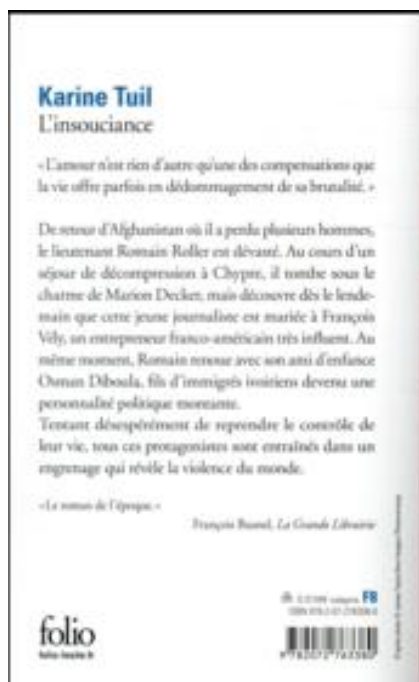 Karine Tuil
L'insouciance
« L'amour n'est rien d'autre qu'une des compensations que
la vie offre parfois en dédommagement de sa brutalité. »
De retour d'Afghanistan où il a perdu plusieurs hommes,
le lieutenant Romain Roller est dévasté. Au cours d'un
séjour de décompression à Chypre, il tombe sous le
charme de Marion Decker, mais découvre dès le lende-
main que cette jeune journaliste est mariée à François
Vély, un entrepreneur franco-américain très influent. Au
même moment, Romain renoue avec son ami d'enfance
Osman Diboula, fils d'immigrés ivoiriens devenu une
personnalité politique montante.
Tentant désespérément de reprendre le contrôle de
leur vie, tous ces protagonistes sont entraînés dans un
engrenage qui révèle la violence du monde.
« Le roman de l'époque. »
François Busnel, La Grande Librairie
catégorie F8
ISBN
folio
folio-lesite.fr